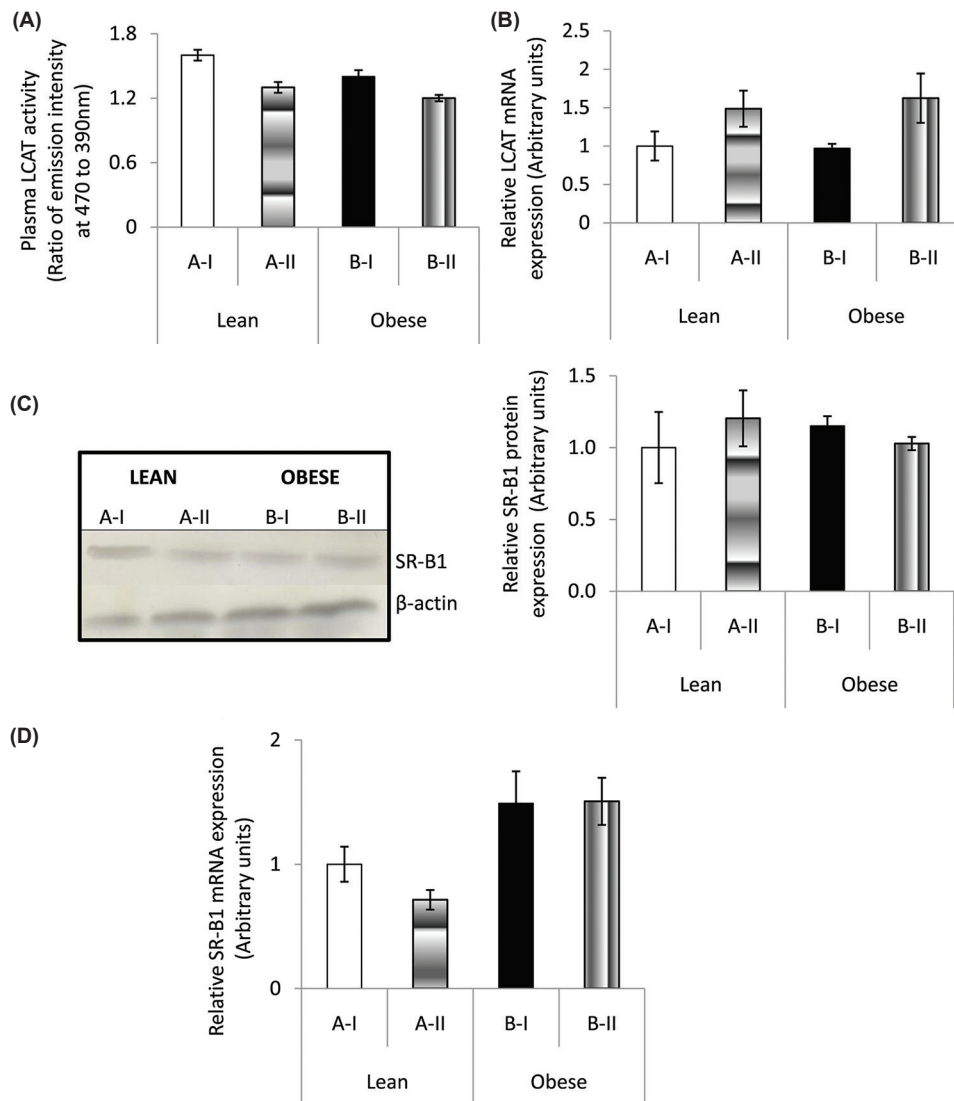 (A)
Plasma LCAT activity
(Ratio of emission intensity
at 470 to 390nm)
1.8
1.2
0.6
0
A-I A-II B-I B-II
Lean Obese
(B)
Relative LCAT mRNA
expression (Arbitrary units)
2.5
2
1.5
1
0.5
0
A-I A-II B-I B-II
Lean Obese
(C)
LEAN OBESE
A-I A-II B-I B-II
SR-B1
β-actin
Relative SR-B1 protein
expression (Arbitrary units)
1.5
1.0
0.5
0.0
A-I A-II B-I B-II
Lean Obese
(D)
Relative SR-B1 mRNA expression
(Arbitrary units)
2
1
0
A-I A-II B-I B-II
Lean Obese